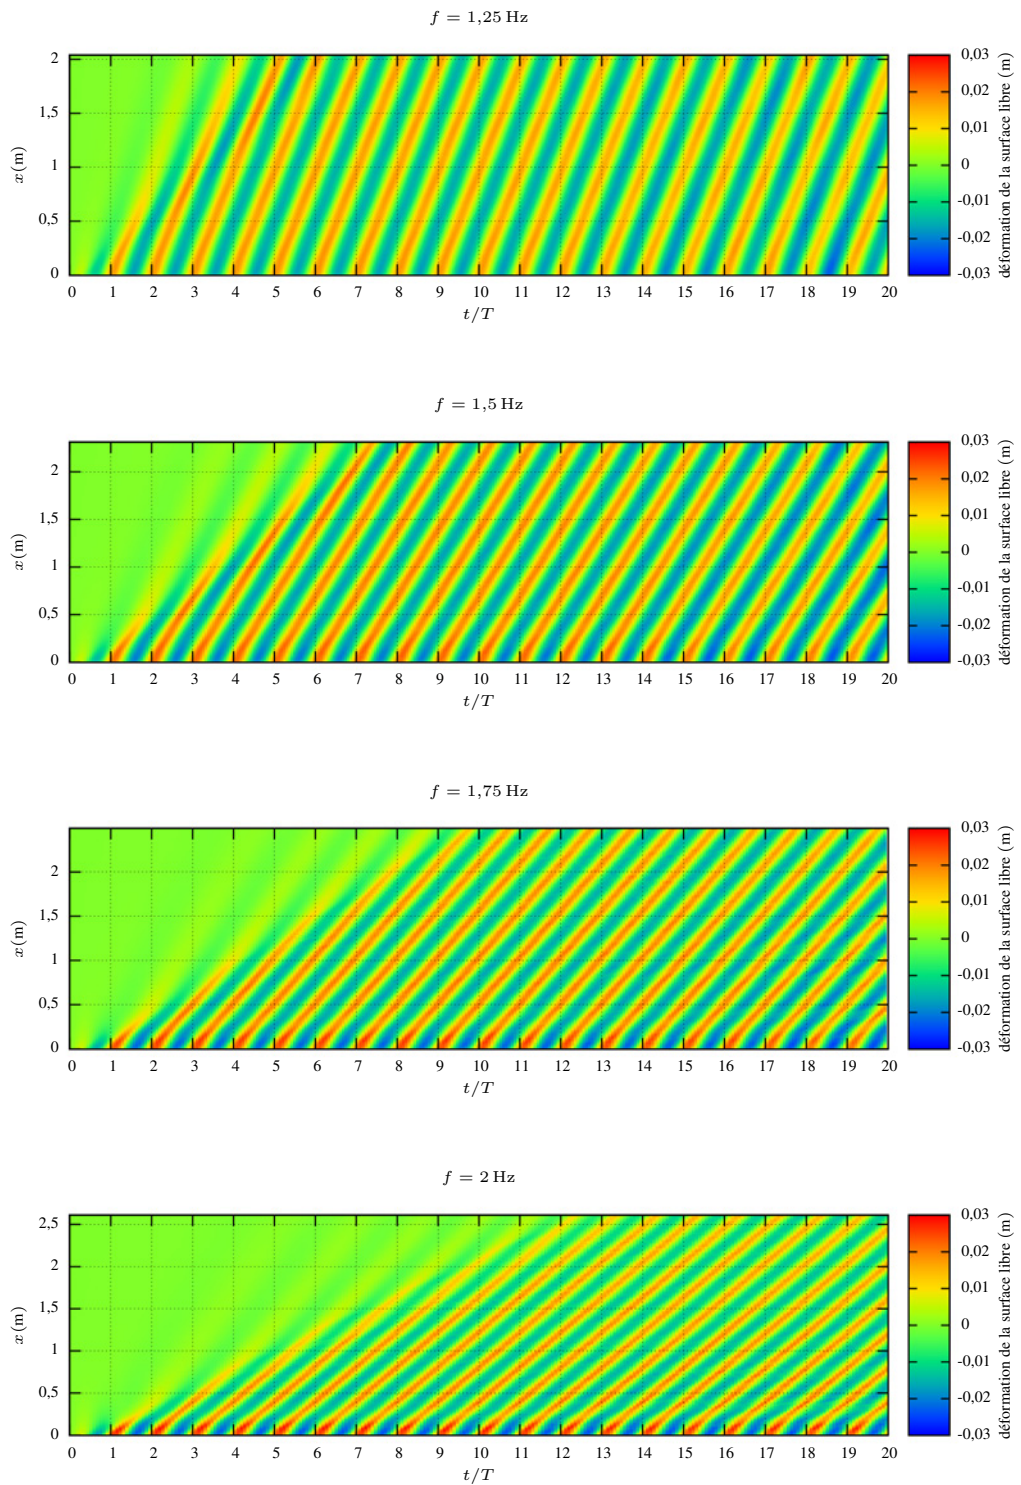 f = 1,25 Hz
2
1,5
1
0,5
0
x(m)
0 1 2 3 4 5 6 7 8 9 10 11 12 13 14 15 16 17 18 19 20
t/T
0,03
0,02
0,01
0
-0,01
-0,02
-0,03
déformation de la surface libre (m)
f = 1,5 Hz
2
1,5
1
0,5
0
x(m)
0 1 2 3 4 5 6 7 8 9 10 11 12 13 14 15 16 17 18 19 20
t/T
0,03
0,02
0,01
0
-0,01
-0,02
-0,03
déformation de la surface libre (m)
f = 1,75 Hz
2
1,5
1
0,5
0
x(m)
0 1 2 3 4 5 6 7 8 9 10 11 12 13 14 15 16 17 18 19 20
t/T
0,03
0,02
0,01
0
-0,01
-0,02
-0,03
déformation de la surface libre (m)
f = 2 Hz
2,5
2
1,5
1
0,5
0
x(m)
0 1 2 3 4 5 6 7 8 9 10 11 12 13 14 15 16 17 18 19 20
t/T
0,03
0,02
0,01
0
-0,01
-0,02
-0,03
déformation de la surface libre (m)